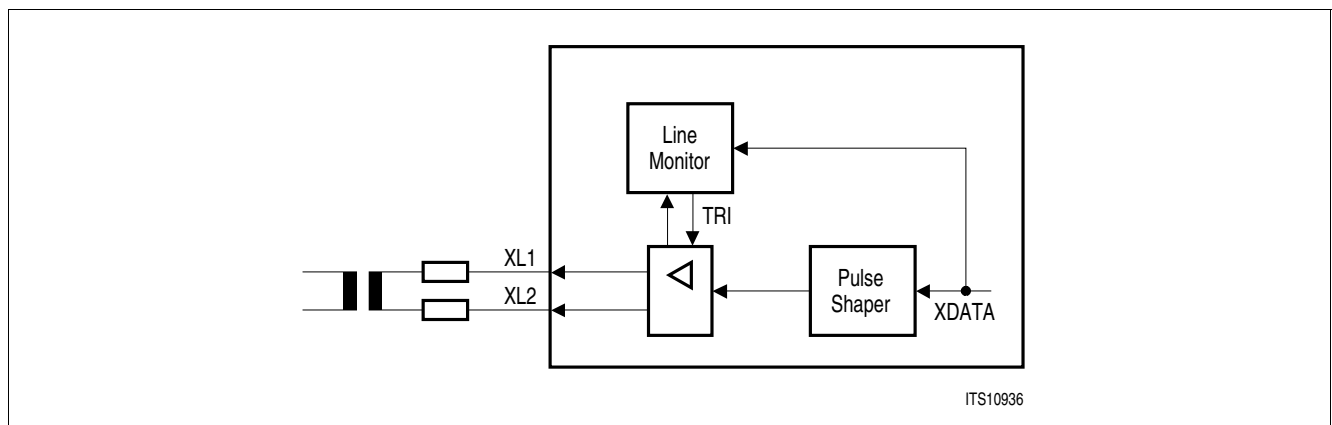 Line
Monitor
TRI
XL1
XL2
Pulse
Shaper
XDATA
ITS10936